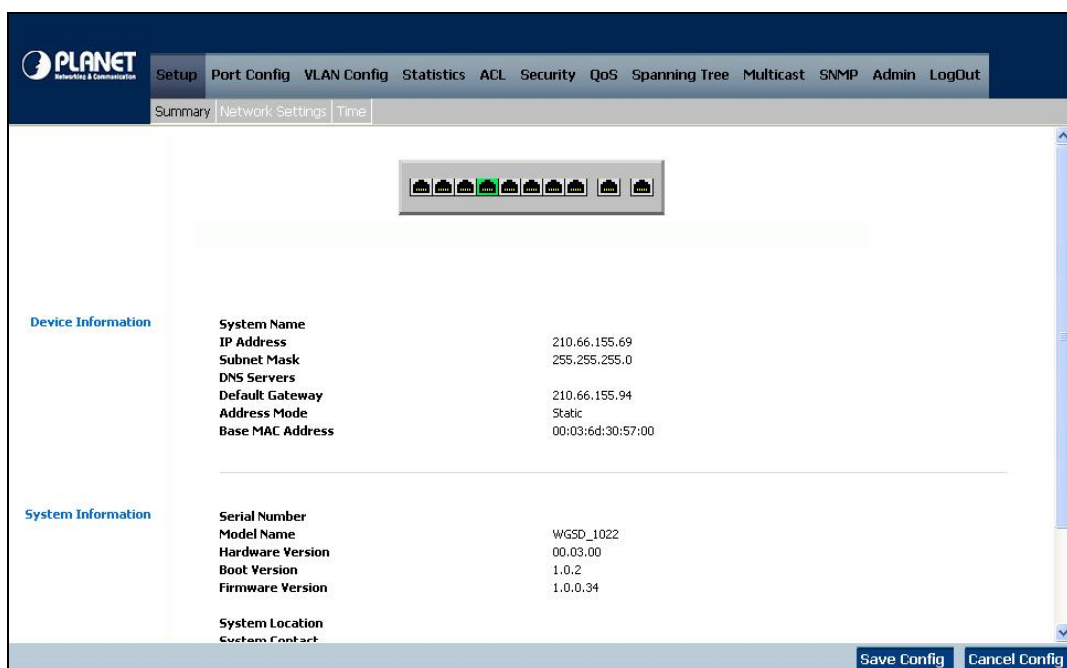 PLANET
Networking & Communication
Setup Port Config VLAN Config Statistics ACL Security QoS Spanning Tree Multicast SNMP Admin LogOut
Summary Network Settings Time
Device Information
System Name
IP Address 210.66.155.69
Subnet Mask 255.255.255.0
DNS Servers
Default Gateway 210.66.155.94
Address Mode Static
Base MAC Address 00:03:6d:30:57:00
System Information
Serial Number
Model Name WGSD_1022
Hardware Version 00.03.00
Boot Version 1.0.2
Firmware Version 1.0.0.34
System Location
System Contact
Save Config Cancel Config